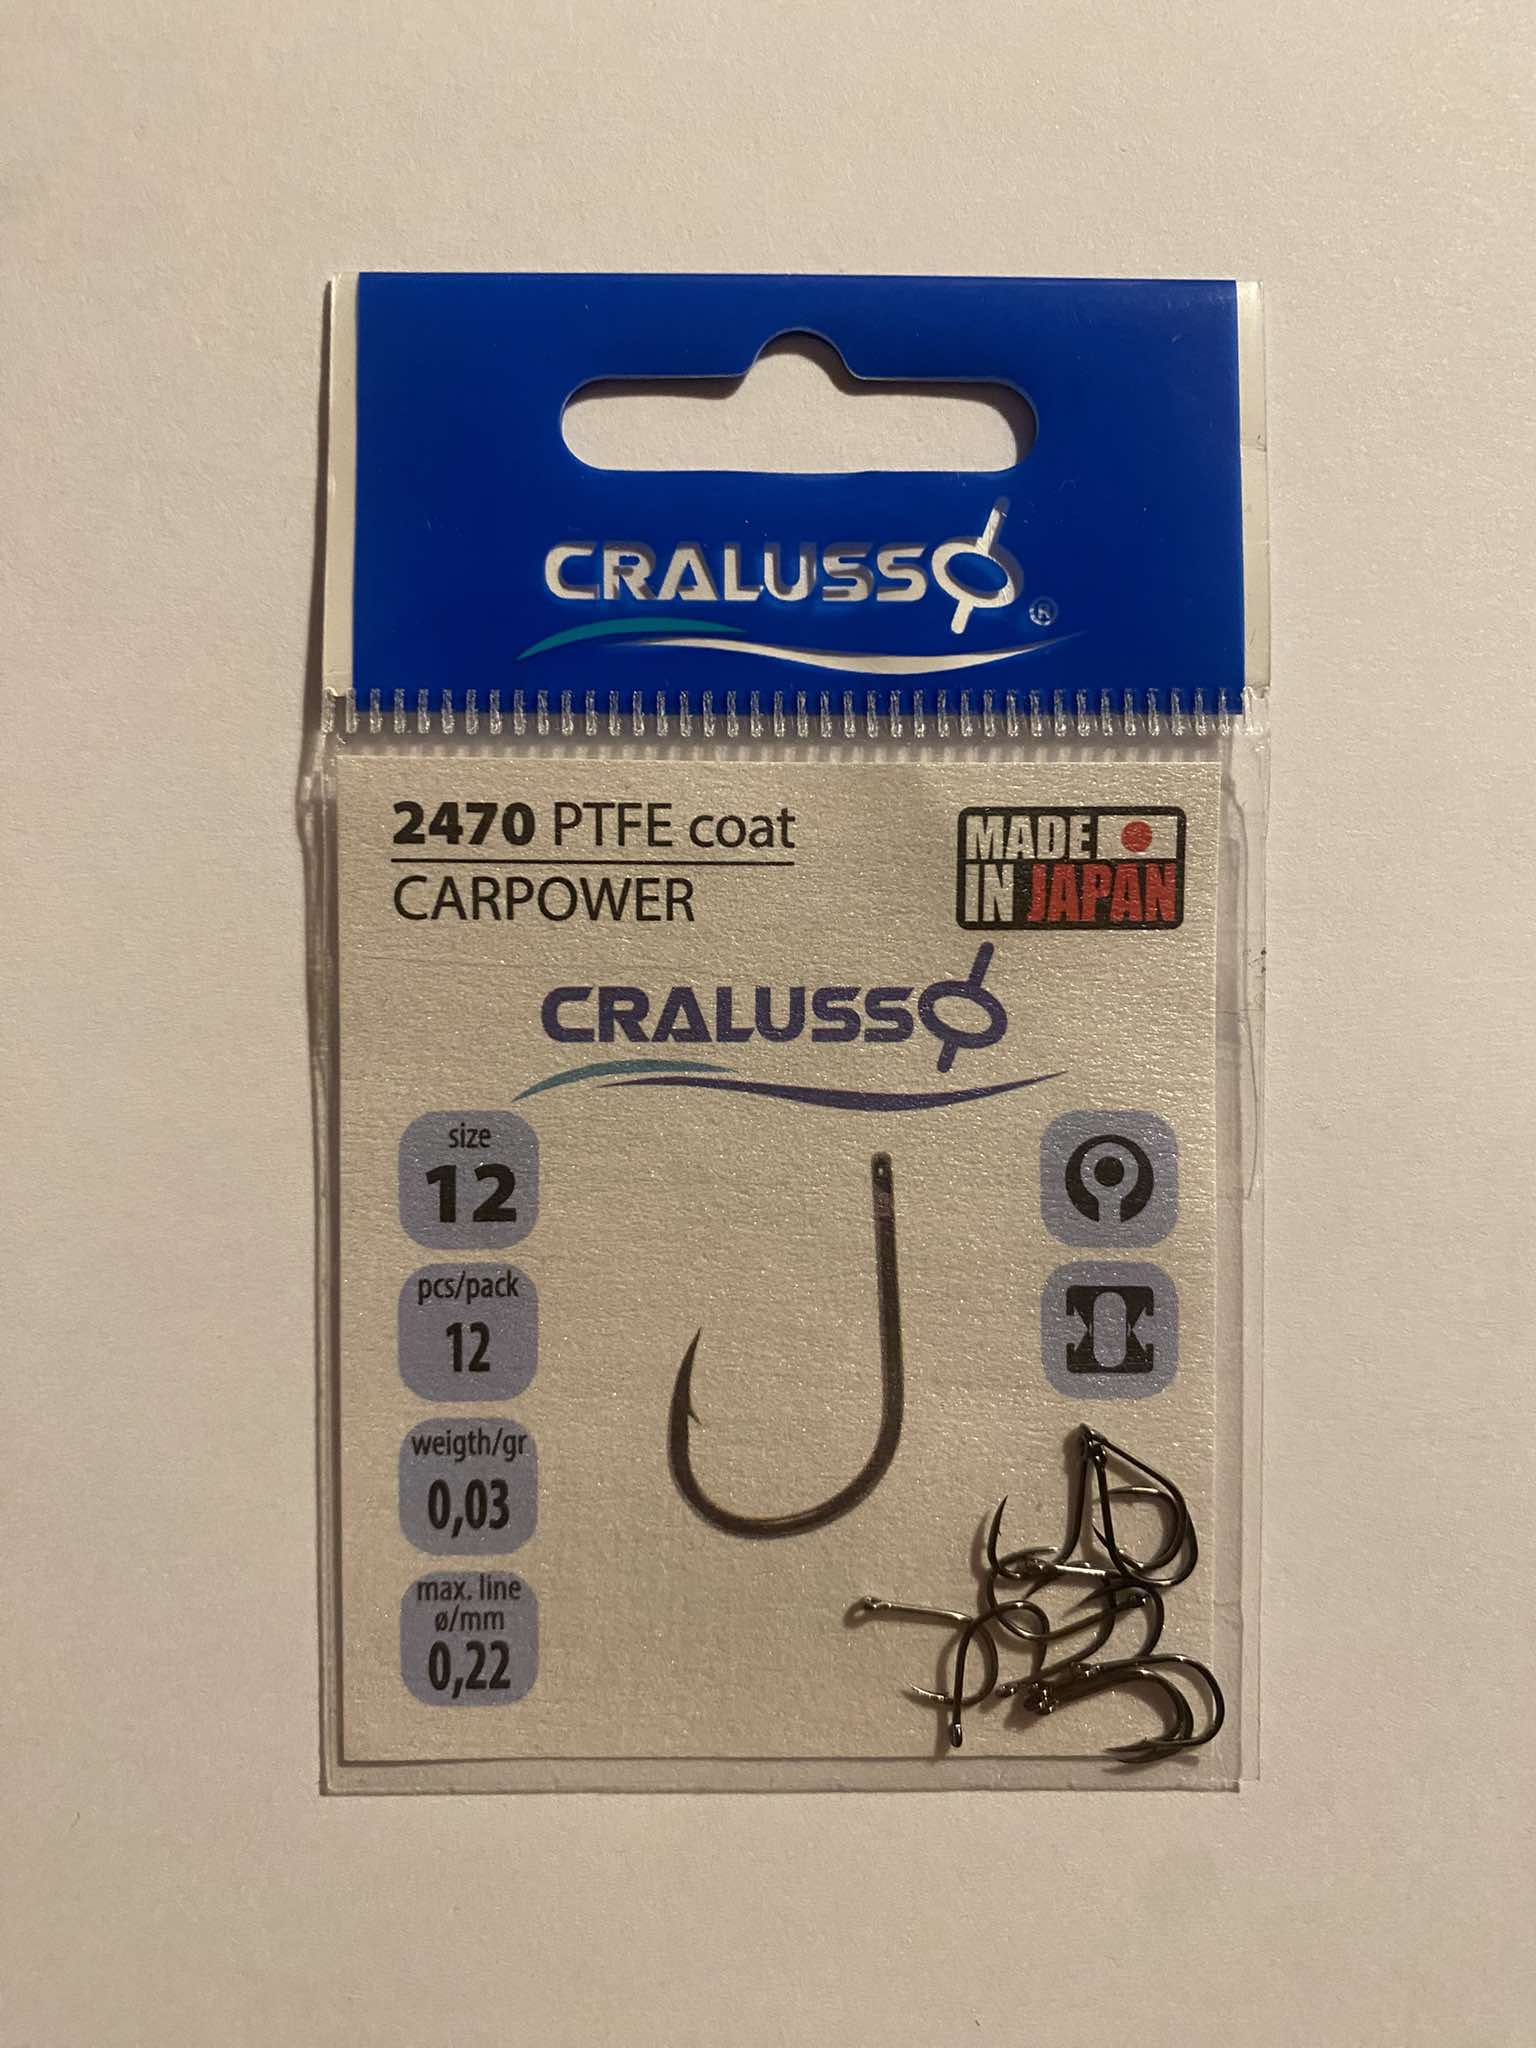 CRALUSSO
®
2470 PTFE coat
CARPOWER
MADE
IN JAPAN
CRALUSSO
size
12
pcs/pack
12
weigth/gr
0,03
max. line
ø/mm
0,22